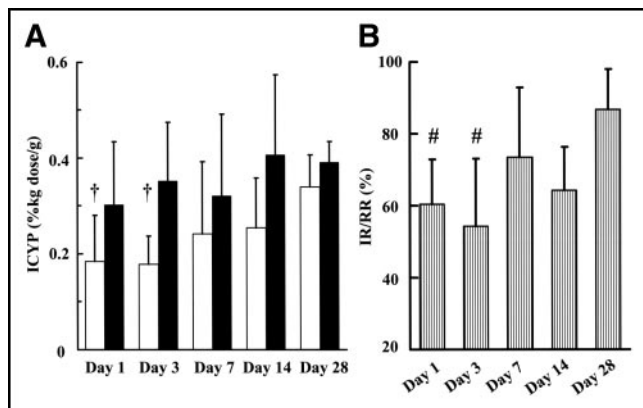 A
ICYP (%kg dose/g)
0.6
0.4
0.2
0
†
†
Day 1 Day 3 Day 7 Day 14 Day 28
B
IR/RR (%)
100
80
60
40
20
#
#
Day 1
Day 3
Day 7
Day 14
Day 28